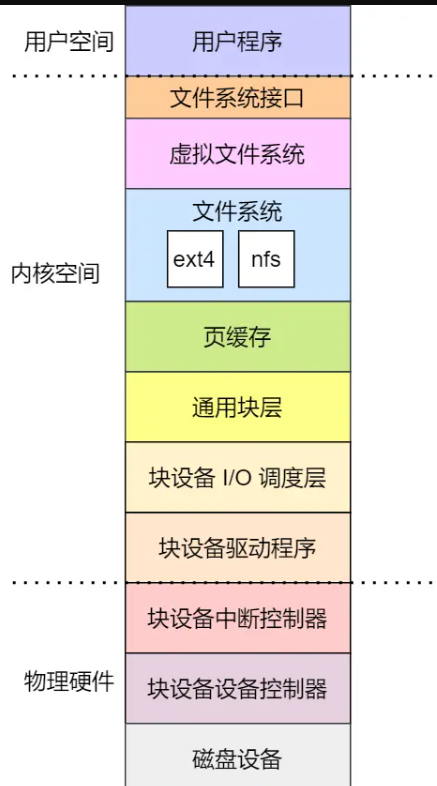 用户空间
用户程序
文件系统接口
虚拟文件系统
文件系统
ext4
nfs
内核空间
页缓存
通用块层
块设备 I/O 调度层
块设备驱动程序
块设备中断控制器
物理硬件
块设备设备控制器
磁盘设备